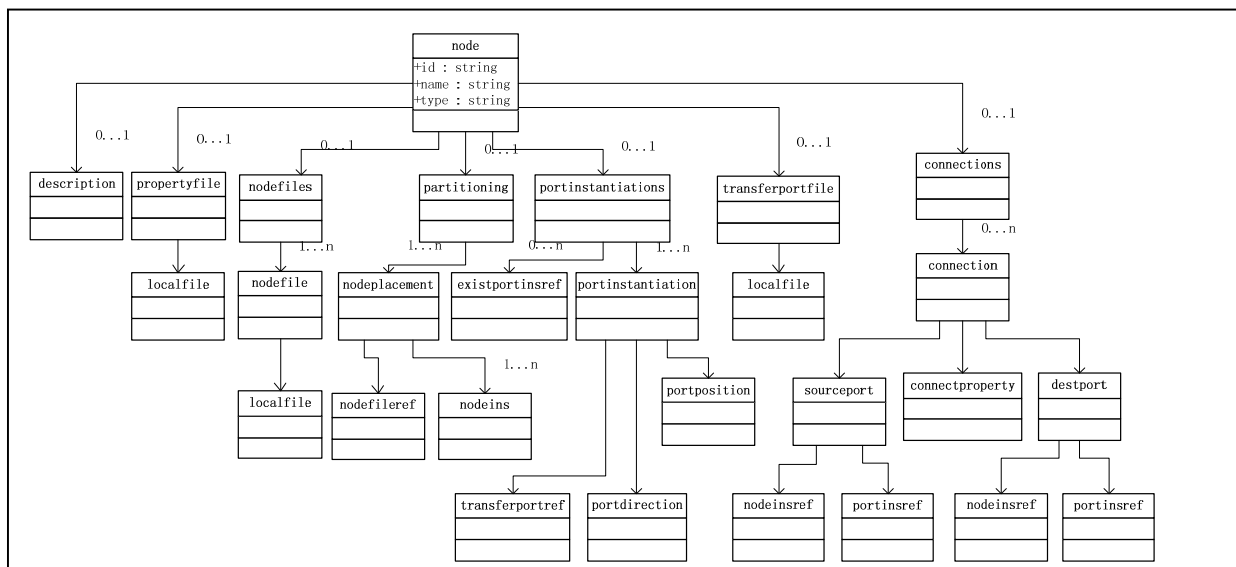 node
+id : string
+name : string
+type : string
0...1
0...1
0...1
0...1
0...1
0...1
0...1
connections
description
propertyfile
nodefiles
partitioning
portinstantiations
transferportfile
1...n
1...n
0...n
1...n
0...n
connection
localfile
nodefile
nodeplacement
existportinsref
portinstantiation
localfile
1...n
localfile
nodefileref
nodeins
portposition
sourceport
connectproperty
destport
transferportref
portdirection
nodeinsref
portinsref
nodeinsref
portinsref